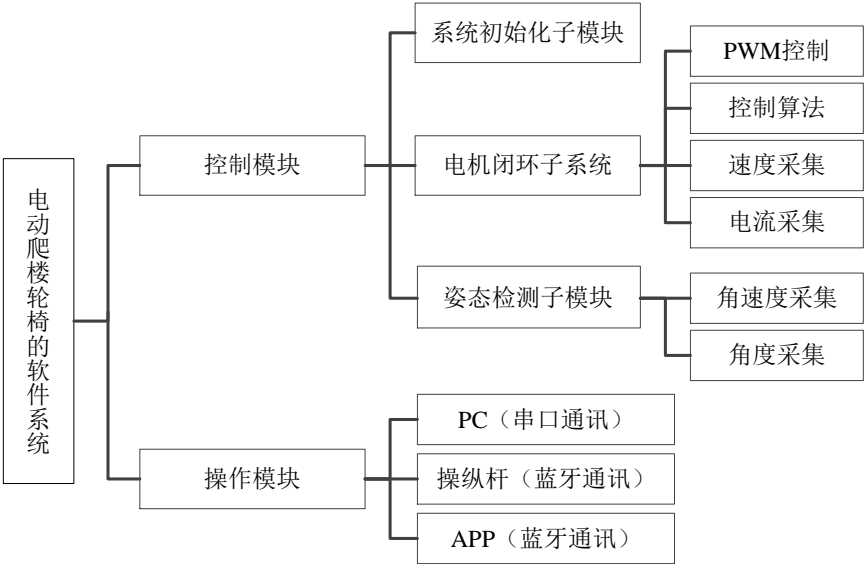 电动爬楼轮椅的软件系统
控制模块
系统初始化子模块
电机闭环子系统
PWM控制
控制算法
速度采集
电流采集
姿态检测子模块
角速度采集
角度采集
操作模块
PC（串口通讯）
操纵杆（蓝牙通讯）
APP（蓝牙通讯）